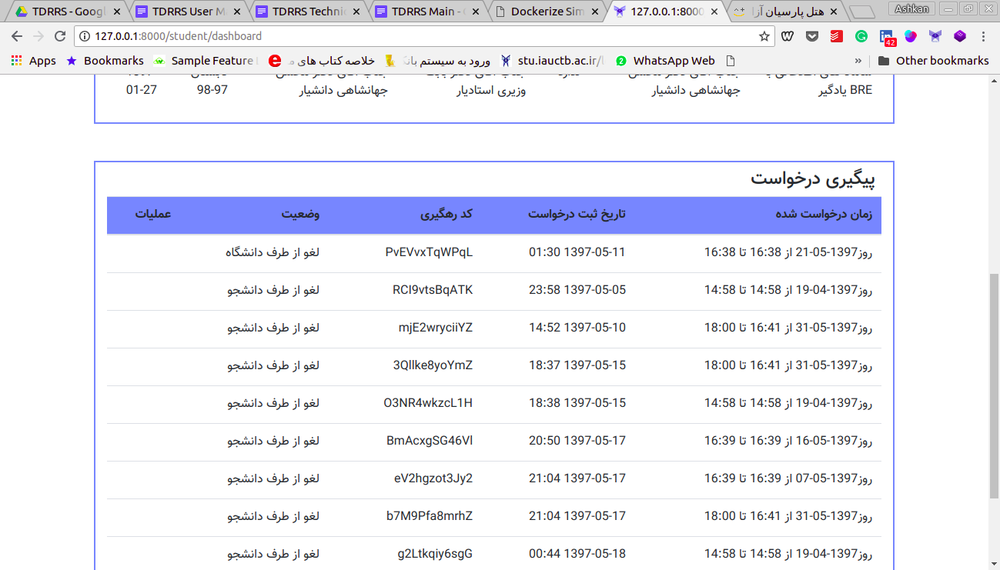 TDRRS - Googl
TDRRS User M
TDRRS Technic
TDRRS Main -
Dockerize Sim
127.0.0.1:8000
هتل پارسیان آزا
Ashkan
127.0.0.1:8000/student/dashboard
42
Apps
Bookmarks
Sample Feature
خلاصه کتاب های
ورود به سیستم
stu.iauctb.ac.ir/
2
WhatsApp Web
» Other bookmarks
BRE یادگیر
جهانشاهی دانشیار
وزیری استادیار
جهانشاهی دانشیار
98-97
01-27
پیگیری درخواست
زمان درخواست شده تاریخ ثبت درخواست کد رهگیری وضعیت عملیات
روز1397-05-21 از 16:38 تا 16:38 1397-05-11 01:30 PvEVvxTqWPqL لغو از طرف دانشگاه
روز1397-04-19 از 14:58 تا 14:58 1397-05-05 23:58 RCl9vtsBqATK لغو از طرف دانشجو
روز1397-05-31 از 16:41 تا 18:00 1397-05-10 14:52 mjE2wryciiYZ لغو از طرف دانشجو
روز1397-05-31 از 16:41 تا 18:00 1397-05-15 18:37 3Qllke8yoYmZ لغو از طرف دانشجو
روز1397-04-19 از 14:58 تا 14:58 1397-05-15 18:38 O3NR4wkzcL1H لغو از طرف دانشجو
روز1397-05-16 از 16:39 تا 16:39 1397-05-17 20:50 BmAcxgSG46Vl لغو از طرف دانشجو
روز1397-05-07 از 16:39 تا 16:39 1397-05-17 21:04 eV2hgzot3Jy2 لغو از طرف دانشجو
روز1397-05-31 از 16:41 تا 18:00 1397-05-17 21:04 b7M9Pfa8mrhZ لغو از طرف دانشجو
روز1397-04-19 از 14:58 تا 14:58 1397-05-18 00:44 g2Ltkqiy6sgG لغو از طرف دانشجو